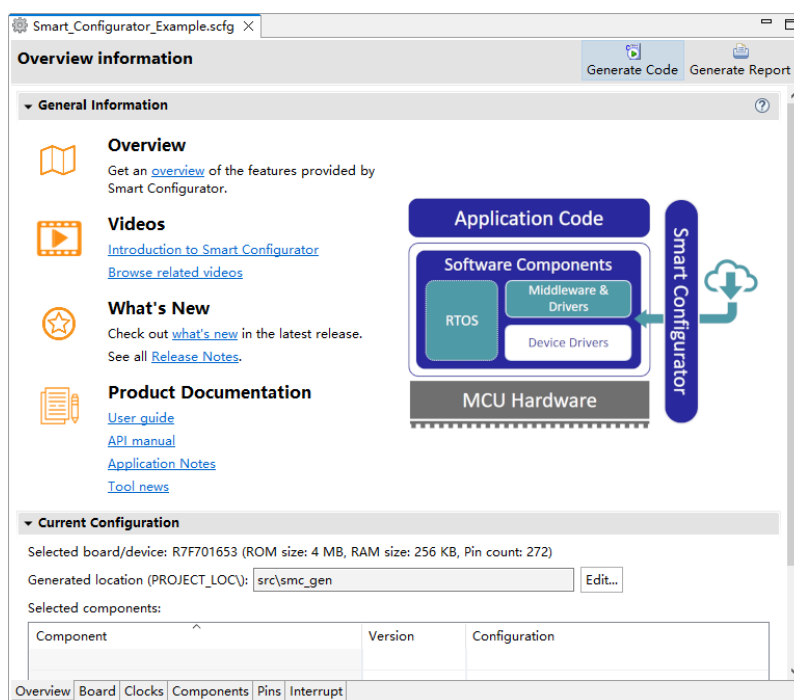 Smart_Configurator_Example.scfg
Overview information
Generate Code
Generate Report
General Information
Overview
Get an overview of the features provided by
Smart Configurator.
Videos
Introduction to Smart Configurator
Browse related videos
What's New
Check out what's new in the latest release.
See all Release Notes.
Product Documentation
User guide
API manual
Application Notes
Tool news
Application Code
Software Components
RTOS
Middleware &
Drivers
Device Drivers
MCU Hardware
Smart Configurator
Current Configuration
Selected board/device: R7F701653 (ROM size: 4 MB, RAM size: 256 KB, Pin count: 272)
Generated location (PROJECT_LOC\): src\smc_gen Edit...
Selected components:
Component Version Configuration
Overview Board Clocks Components Pins Interrupt